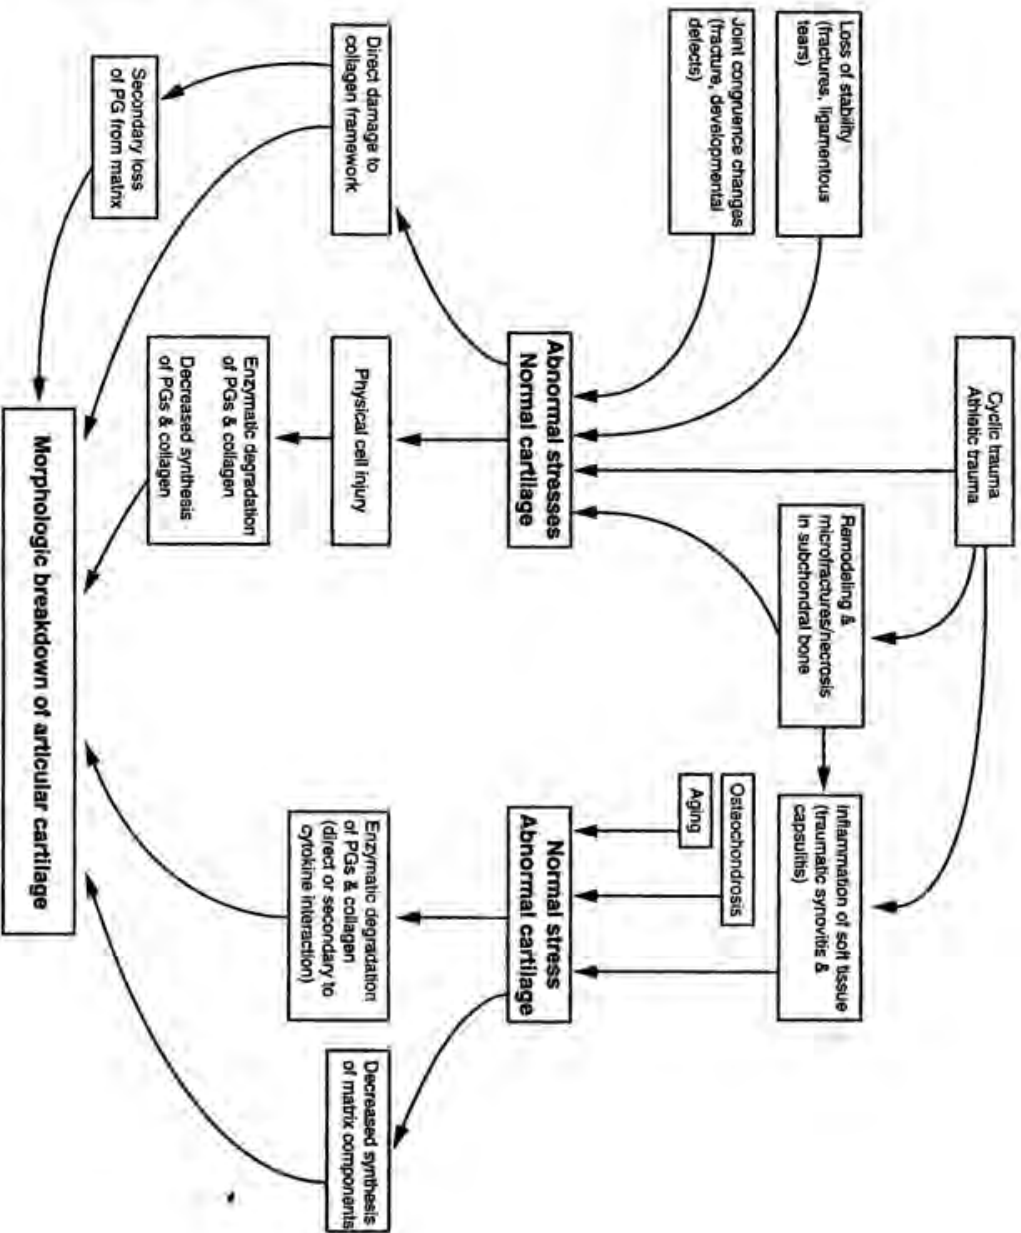 Cyclic trauma
Athletic trauma
Loss of stability
(fractures, ligamentous
tears)
Joint congruence changes
(fracture, developmental
defects)
Remodeling &
microfractures/necrosis
in subchondral bone
Inflammation of soft tissue
(traumatic synovitis &
capsulitis)
Osteochondrosis
Aging
Abnormal stresses
Normal cartilage
Normal stress
Abnormal cartilage
Direct damage to
collagen framework
Physical cell injury
Enzymatic degradation
of PGs & collagen
(direct or secondary to
cytokine interaction)
Decreased synthesis
of matrix components
Secondary loss
of PG from matrix
Enzymatic degradation
of PGs & collagen
Decreased synthesis
of PGs & collagen
Morphologic breakdown of articular cartilage